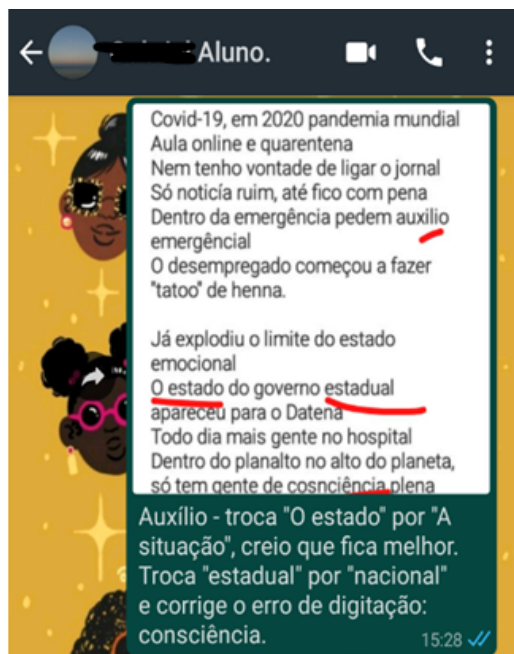 Aluno.
Covid-19, em 2020 pandemia mundial
Aula online e quarentena
Nem tenho vontade de ligar o jornal
Só notícía ruim, até fico com pena
Dentro da emergência pedem auxilio
emergêncial
O desempregado começou a fazer
"tatoo" de henna.
Já explodiu o limite do estado
emocional
O estado do governo estadual
apareceu para o Datena
Todo dia mais gente no hospital
Dentro do planalto no alto do planeta,
só tem gente de cosnciência plena
Auxílio - troca "O estado" por "A
situação", creio que fica melhor.
Troca "estadual" por "nacional"
e corrige o erro de digitação:
consciência.
15:28